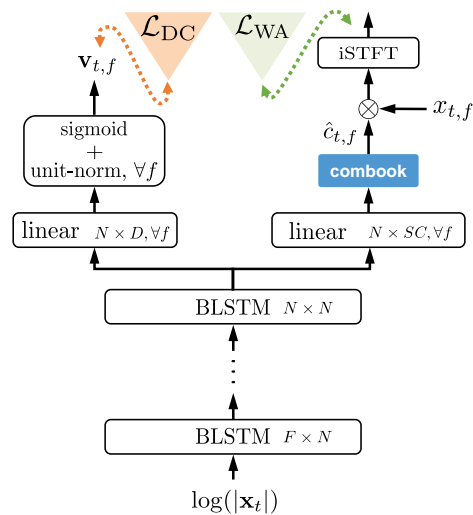 𝓛_DC 𝓛_WA
v_{t,f}
iSTFT
⊗
x_{t,f}
ĉ_{t,f}
sigmoid
+
unit-norm, ∀f
combook
linear N × D, ∀f
linear N × SC, ∀f
BLSTM N × N
BLSTM F × N
log(|x_t|)